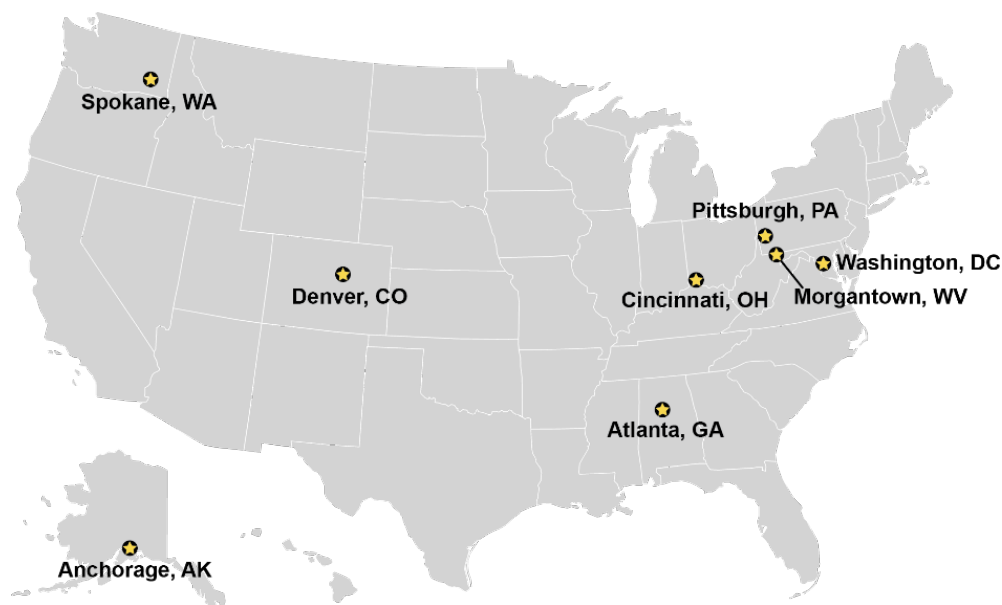 Spokane, WA
Pittsburgh, PA
Washington, DC
Denver, CO
Cincinnati, OH
Morgantown, WV
Atlanta, GA
Anchorage, AK